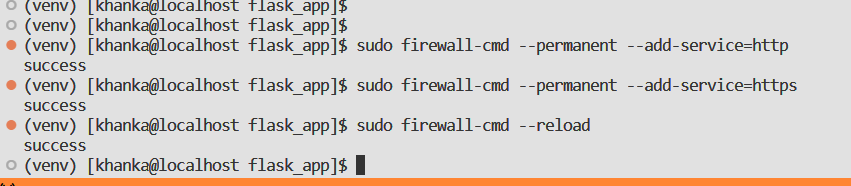 (venv) [khanka@localhost flask_app]$
(venv) [khanka@localhost flask_app]$
(venv) [khanka@localhost flask_app]$ sudo firewall-cmd --permanent --add-service=http
success
(venv) [khanka@localhost flask_app]$ sudo firewall-cmd --permanent --add-service=https
success
(venv) [khanka@localhost flask_app]$ sudo firewall-cmd --reload
success
(venv) [khanka@localhost flask_app]$